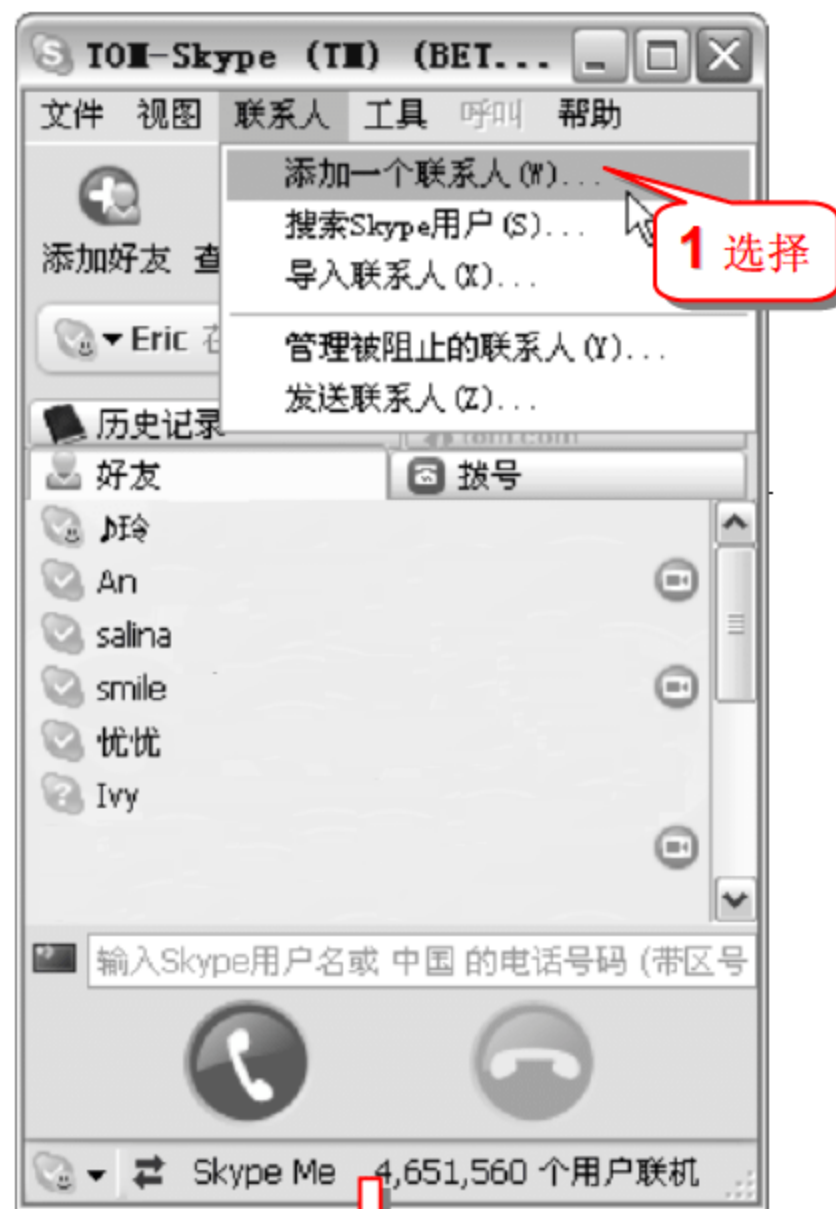 TOM-Skype (TM) (BET...
文件 视图 联系人 工具 呼叫 帮助
添加一个联系人(W)...
1 选择
搜索Skype用户(S)...
添加好友 查
导入联系人(X)...
Eric 在
管理被阻止的联系人(Y)...
发送联系人(Z)...
历史记录
tom.com
好友 拨号
♪玲
An
salina
smile
忧忧
Ivy
输入Skype用户名或 中国 的电话号码 (带区号
Skype Me 4,651,560 个用户联机